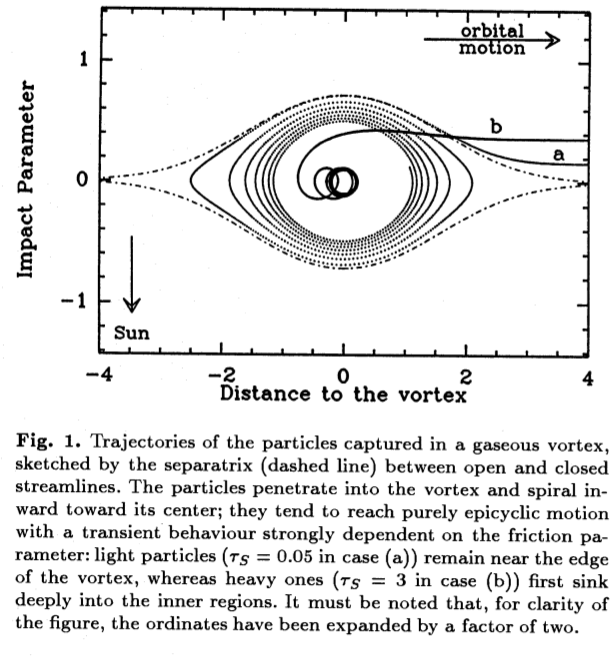 orbital
motion
1
b
a
Impact Parameter
0
-1
Sun
-4
-2
0
2
4
Distance to the vortex
Fig. 1. Trajectories of the particles captured in a gaseous vortex,
sketched by the separatrix (dashed line) between open and closed
streamlines. The particles penetrate into the vortex and spiral in-
ward toward its center; they tend to reach purely epicyclic motion
with a transient behaviour strongly dependent on the friction pa-
rameter: light particles (τS = 0.05 in case (a)) remain near the edge
of the vortex, whereas heavy ones (τS = 3 in case (b)) first sink
deeply into the inner regions. It must be noted that, for clarity of
the figure, the ordinates have been expanded by a factor of two.